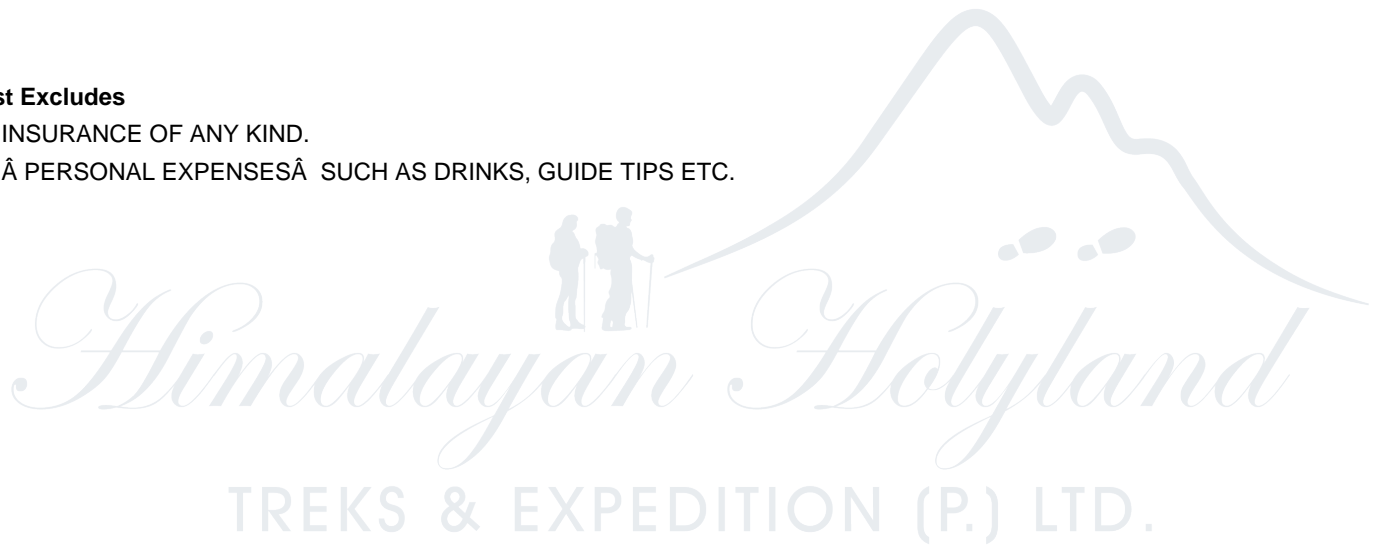 st Excludes
INSURANCE OF ANY KIND.
Â PERSONAL EXPENSESÂ  SUCH AS DRINKS, GUIDE TIPS ETC.
Himalayan Holyland
TREKS & EXPEDITION (P.) LTD.